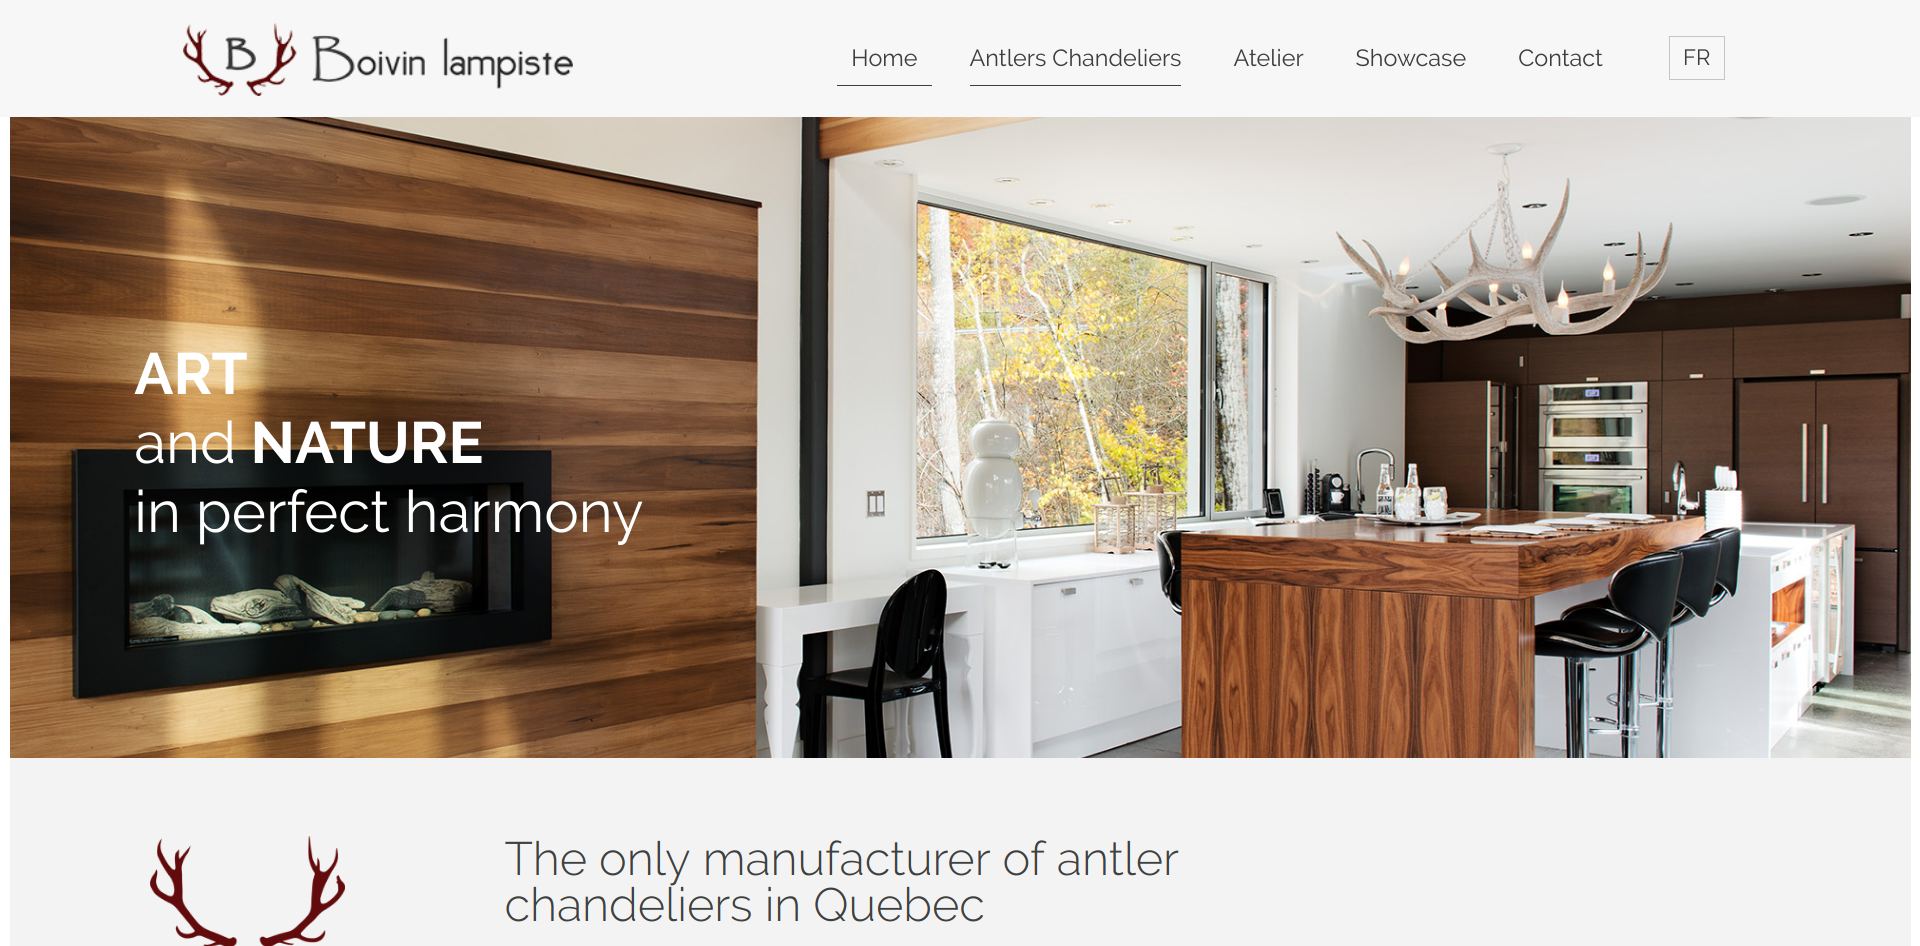 B Boivin lampiste
Home Antlers Chandeliers Atelier Showcase Contact FR
ART
and NATURE
in perfect harmony
The only manufacturer of antler
chandeliers in Quebec